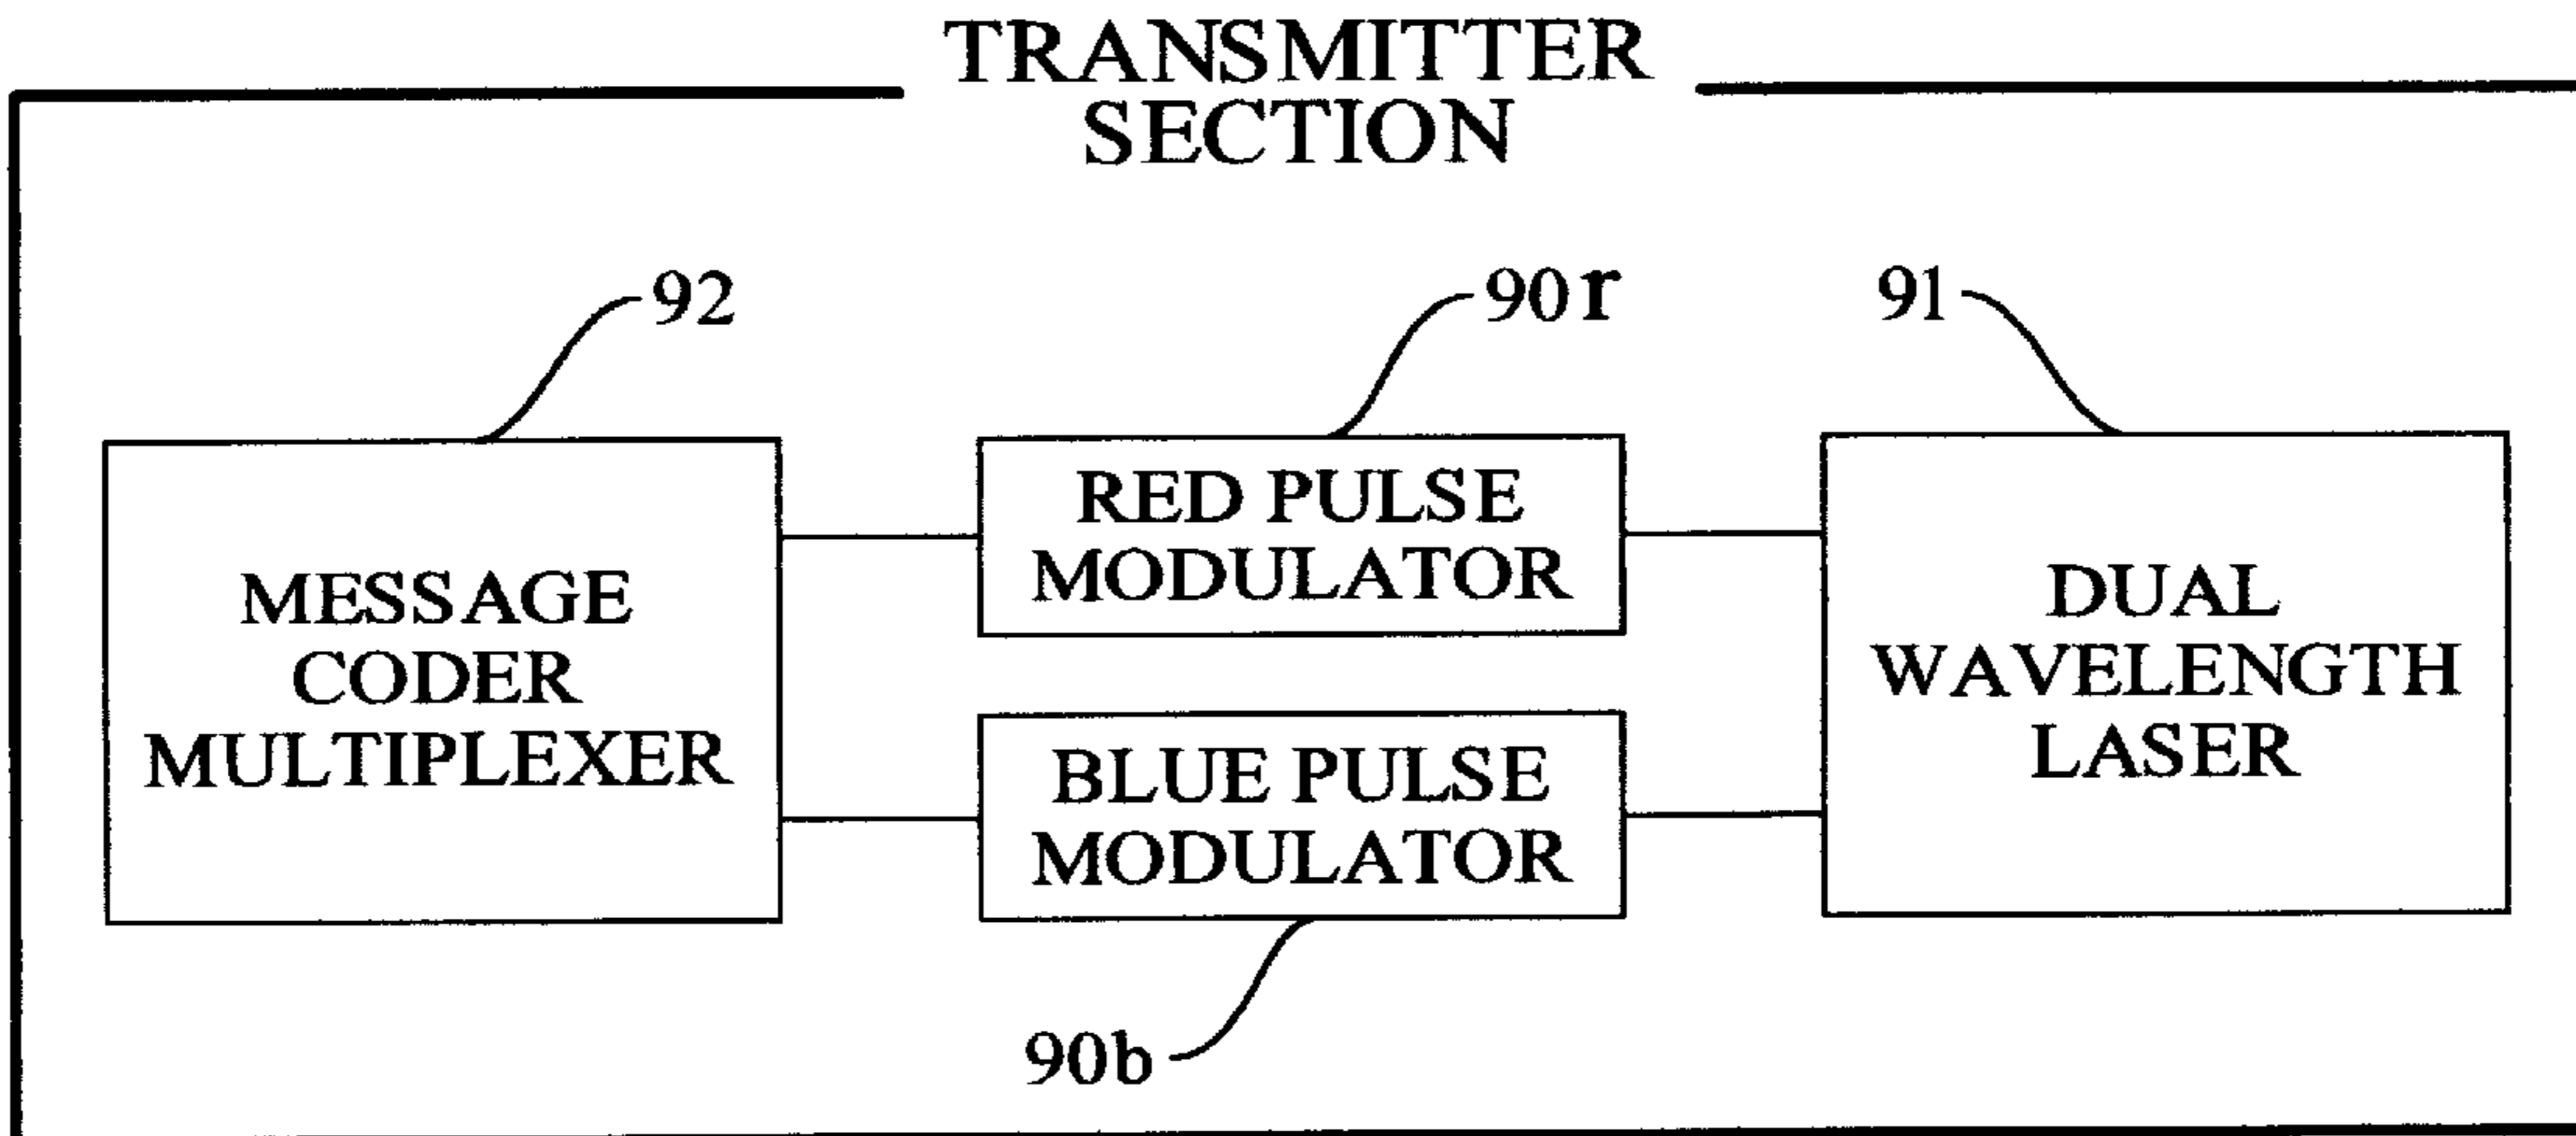 TRANSMITTER
SECTION
92
90r
91
MESSAGE
CODER
MULTIPLEXER
RED PULSE
MODULATOR
BLUE PULSE
MODULATOR
DUAL
WAVELENGTH
LASER
90b